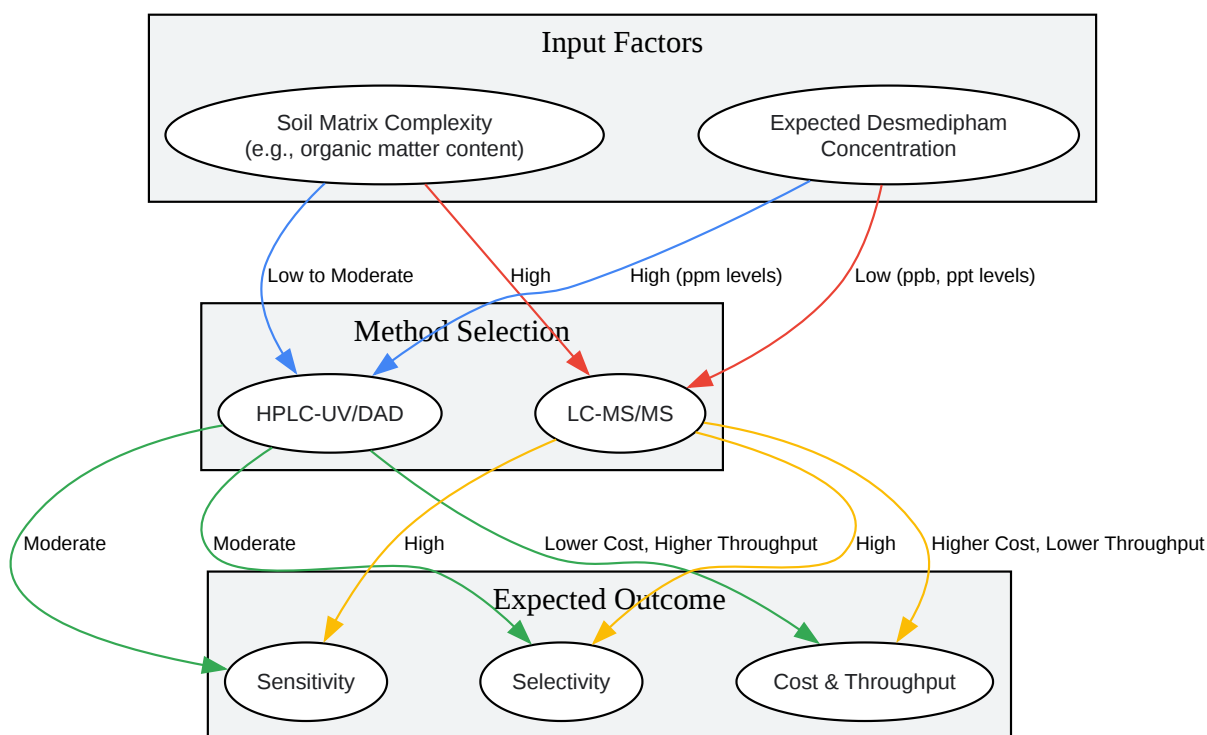 Input Factors
Soil Matrix Complexity
(e.g., organic matter content)
Expected Desmedipham
Concentration
Low to Moderate
High
High (ppm levels)
Low (ppb, ppt levels)
Method Selection
HPLC-UV/DAD
LC-MS/MS
Moderate
Moderate
High
Lower Cost, Higher Throughput
High
Higher Cost, Lower Throughput
Expected Outcome
Sensitivity
Selectivity
Cost & Throughput